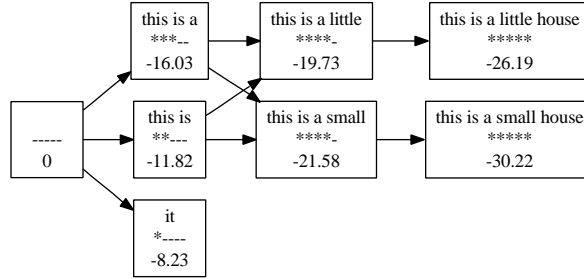 -----
0
this is a
***--
-16.03
this is
**---
-11.82
it
*----
-8.23
this is a little
****-
-19.73
this is a small
****-
-21.58
this is a little house
*****
-26.19
this is a small house
*****
-30.22